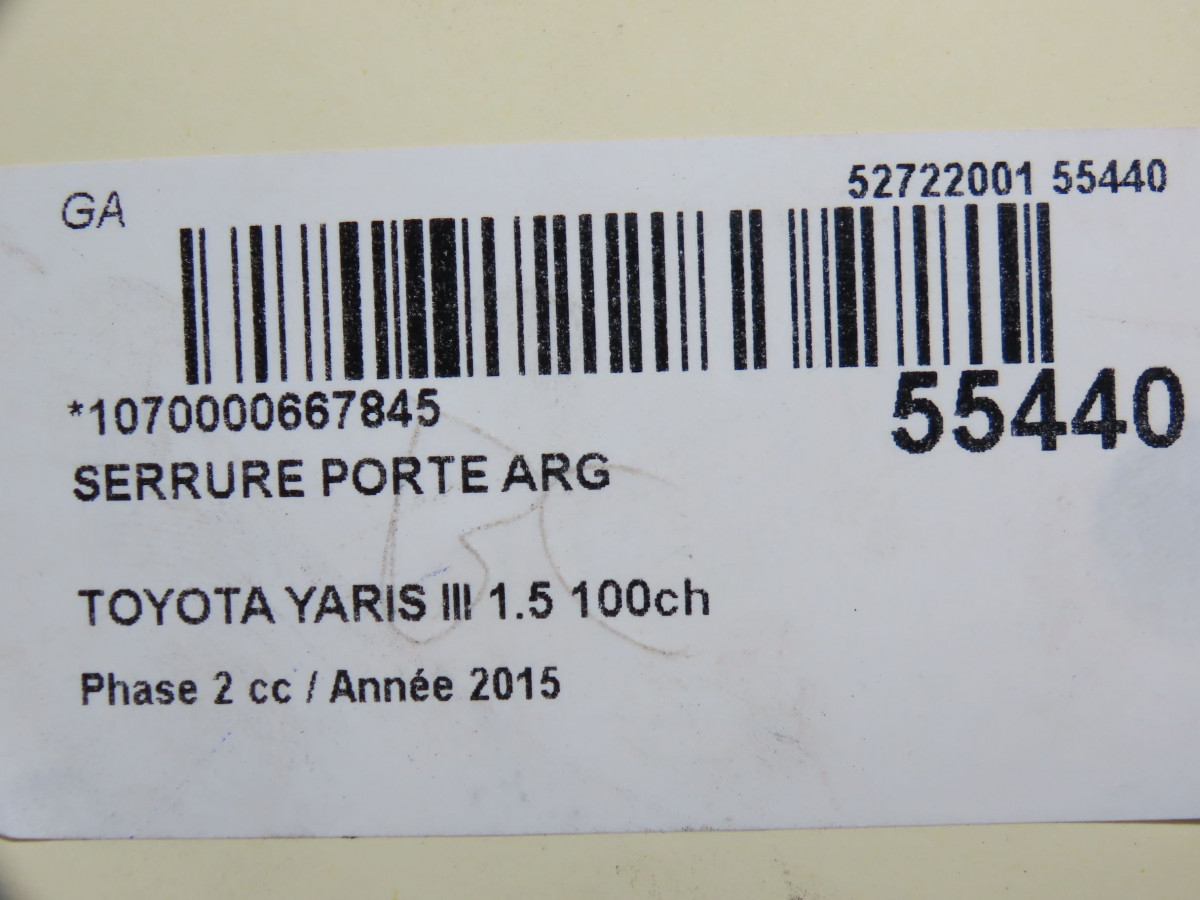 GA
52722001 55440
*1070000667845
55440
SERRURE PORTE ARG
TOYOTA YARIS III 1.5 100ch
Phase 2 cc / Année 2015